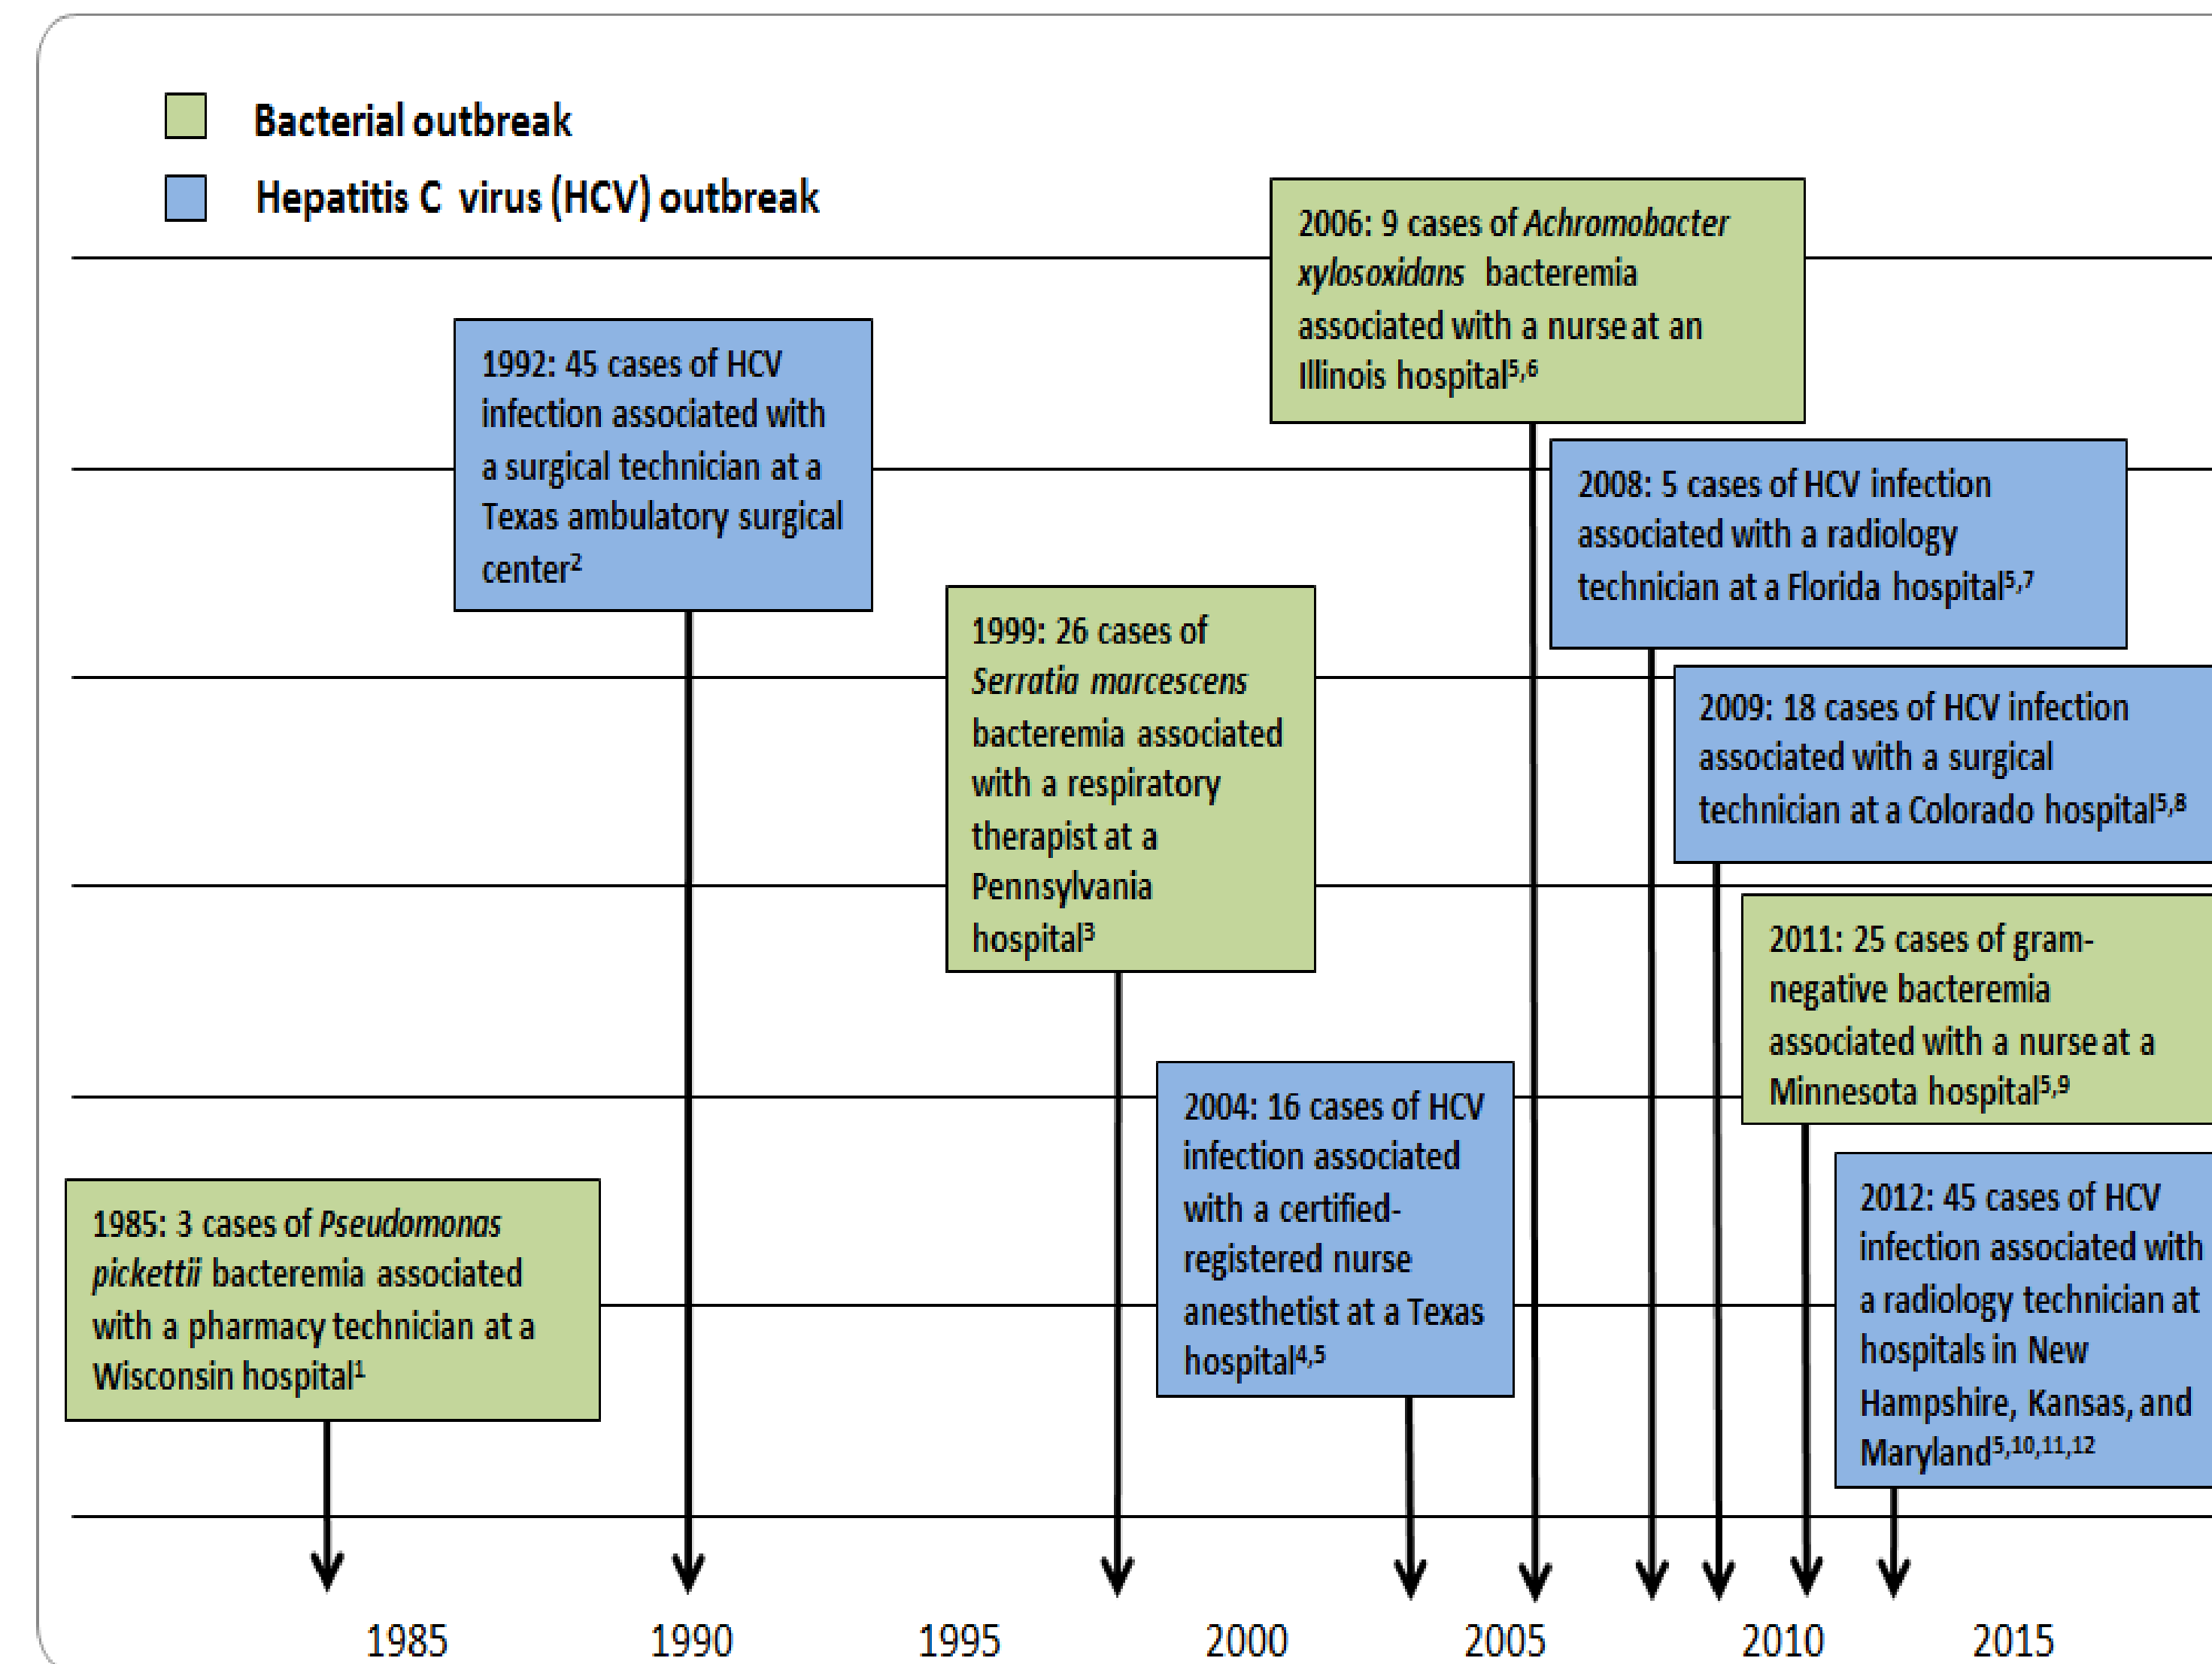 Bacterial outbreak
Hepatitis C virus (HCV) outbreak
2006: 9 cases of Achromobacter
xylosoxidans bacteremia
associated with a nurse at an
Illinois hospital5,6
1992: 45 cases of HCV
infection associated with
a surgical technician at a
Texas ambulatory surgical
center2
2008: 5 cases of HCV infection
associated with a radiology
technician at a Florida hospital5,7
1999: 26 cases of
Serratia marcescens
bacteremia associated
with a respiratory
therapist at a
Pennsylvania
hospital3
2009: 18 cases of HCV infection
associated with a surgical
technician at a Colorado hospital5,8
2011: 25 cases of gram-
negative bacteremia
associated with a nurse at a
Minnesota hospital5,9
2004: 16 cases of HCV
infection associated
with a certified-
registered nurse
anesthetist at a Texas
hospital4,5
1985: 3 cases of Pseudomonas
pickettii bacteremia associated
with a pharmacy technician at a
Wisconsin hospital1
2012: 45 cases of HCV
infection associated with
a radiology technician at
hospitals in New
Hampshire, Kansas, and
Maryland5,10,11,12
1985 1990 1995 2000 2005 2010 2015